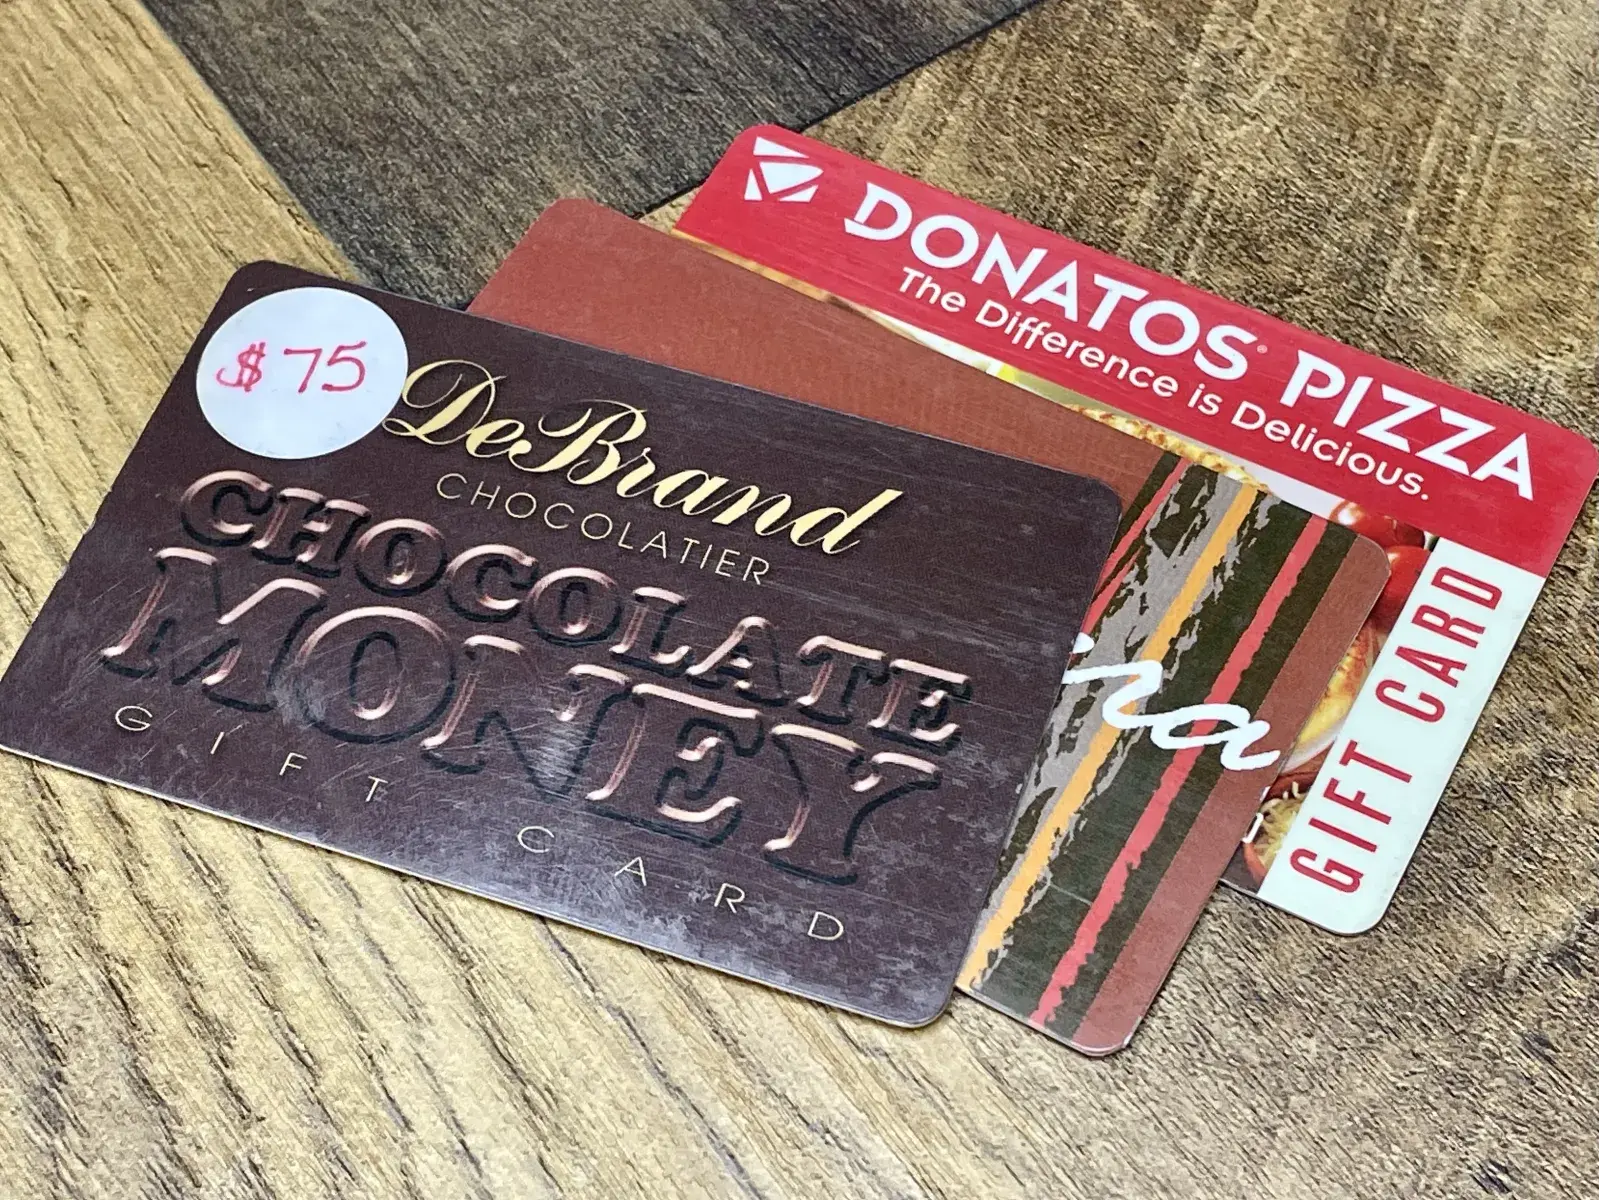 $75
DeBrand
CHOCOLATIER
CHOCOLATE
MONEY
GIFT CARD
DONATOS PIZZA
The Difference is Delicious.
GIFT CARD